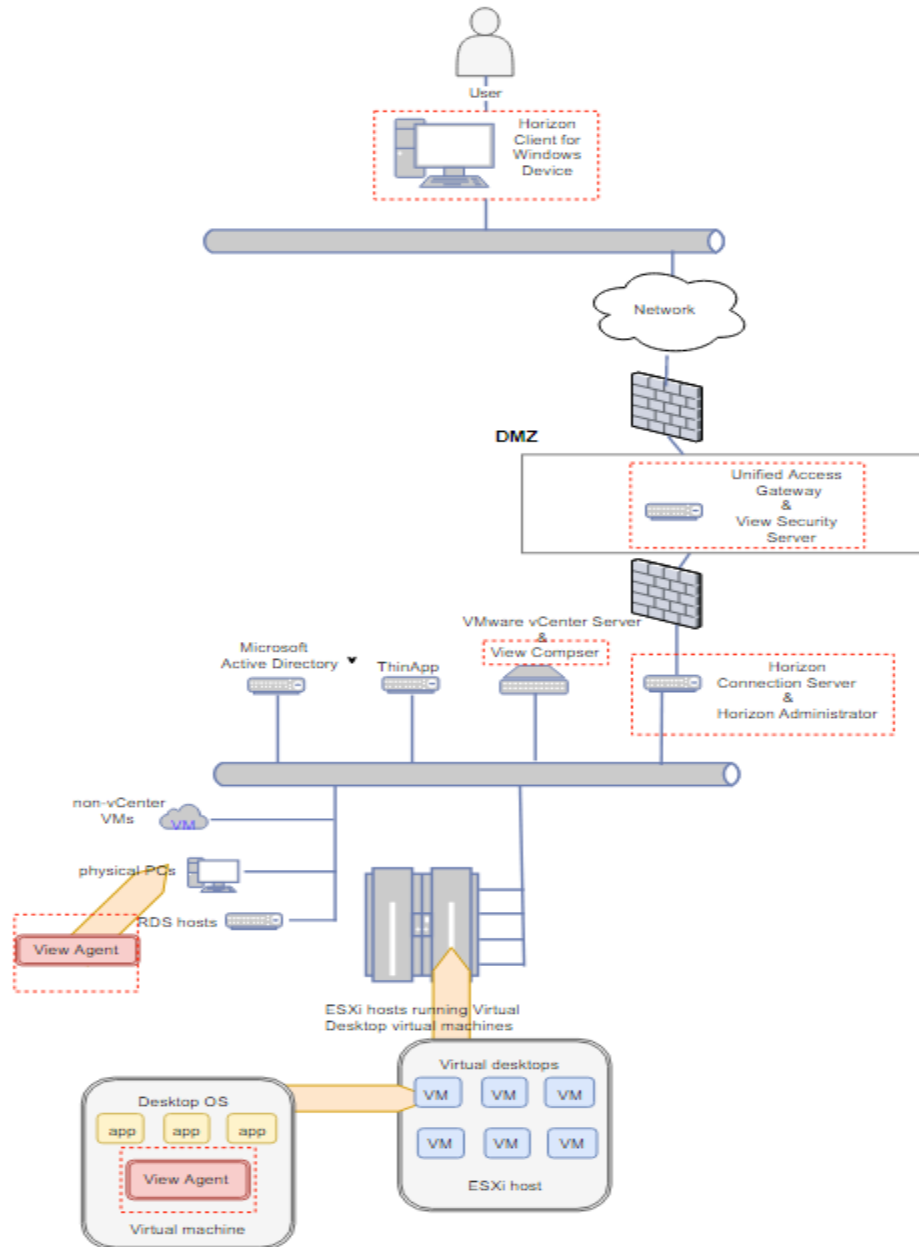 User
Horizon
Client for
Windows
Device
Network
DMZ
Unified Access
Gateway
&
View Security
Server
VMware vCenter Server
&
View Compser
Microsoft
Active Directory
ThinApp
Horizon
Connection Server
&
Horizon Administrator
non-vCenter
VMs
VM
physical PCs
RDS hosts
View Agent
ESXi hosts running Virtual
Desktop virtual machines
Virtual desktops
VM
VM
VM
VM
VM
VM
ESXi host
Desktop OS
app
app
app
View Agent
Virtual machine